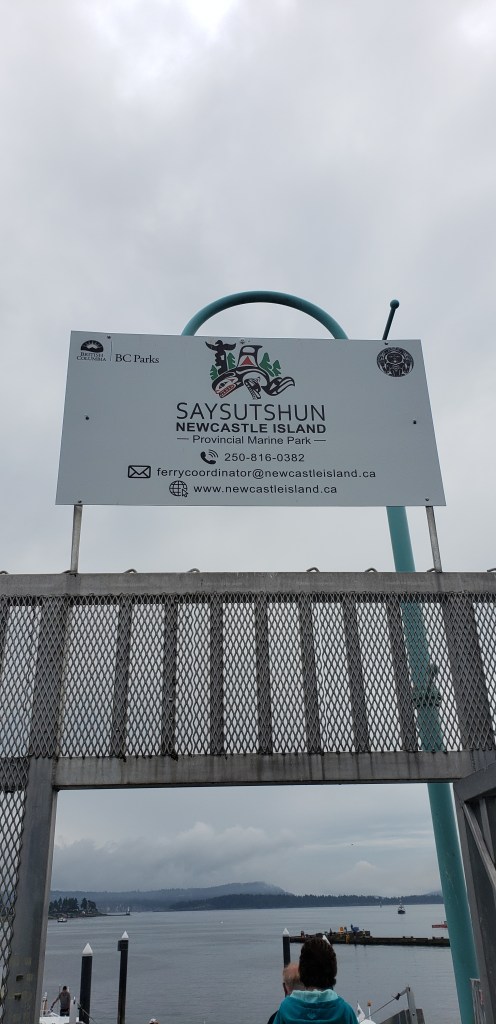 BRITISH
COLUMBIA
BC Parks
SAYSUTSHUN
NEWCASTLE ISLAND
Provincial Marine Park
250-816-0382
ferrycoordinator@newcastleisland.ca
www.newcastleisland.ca